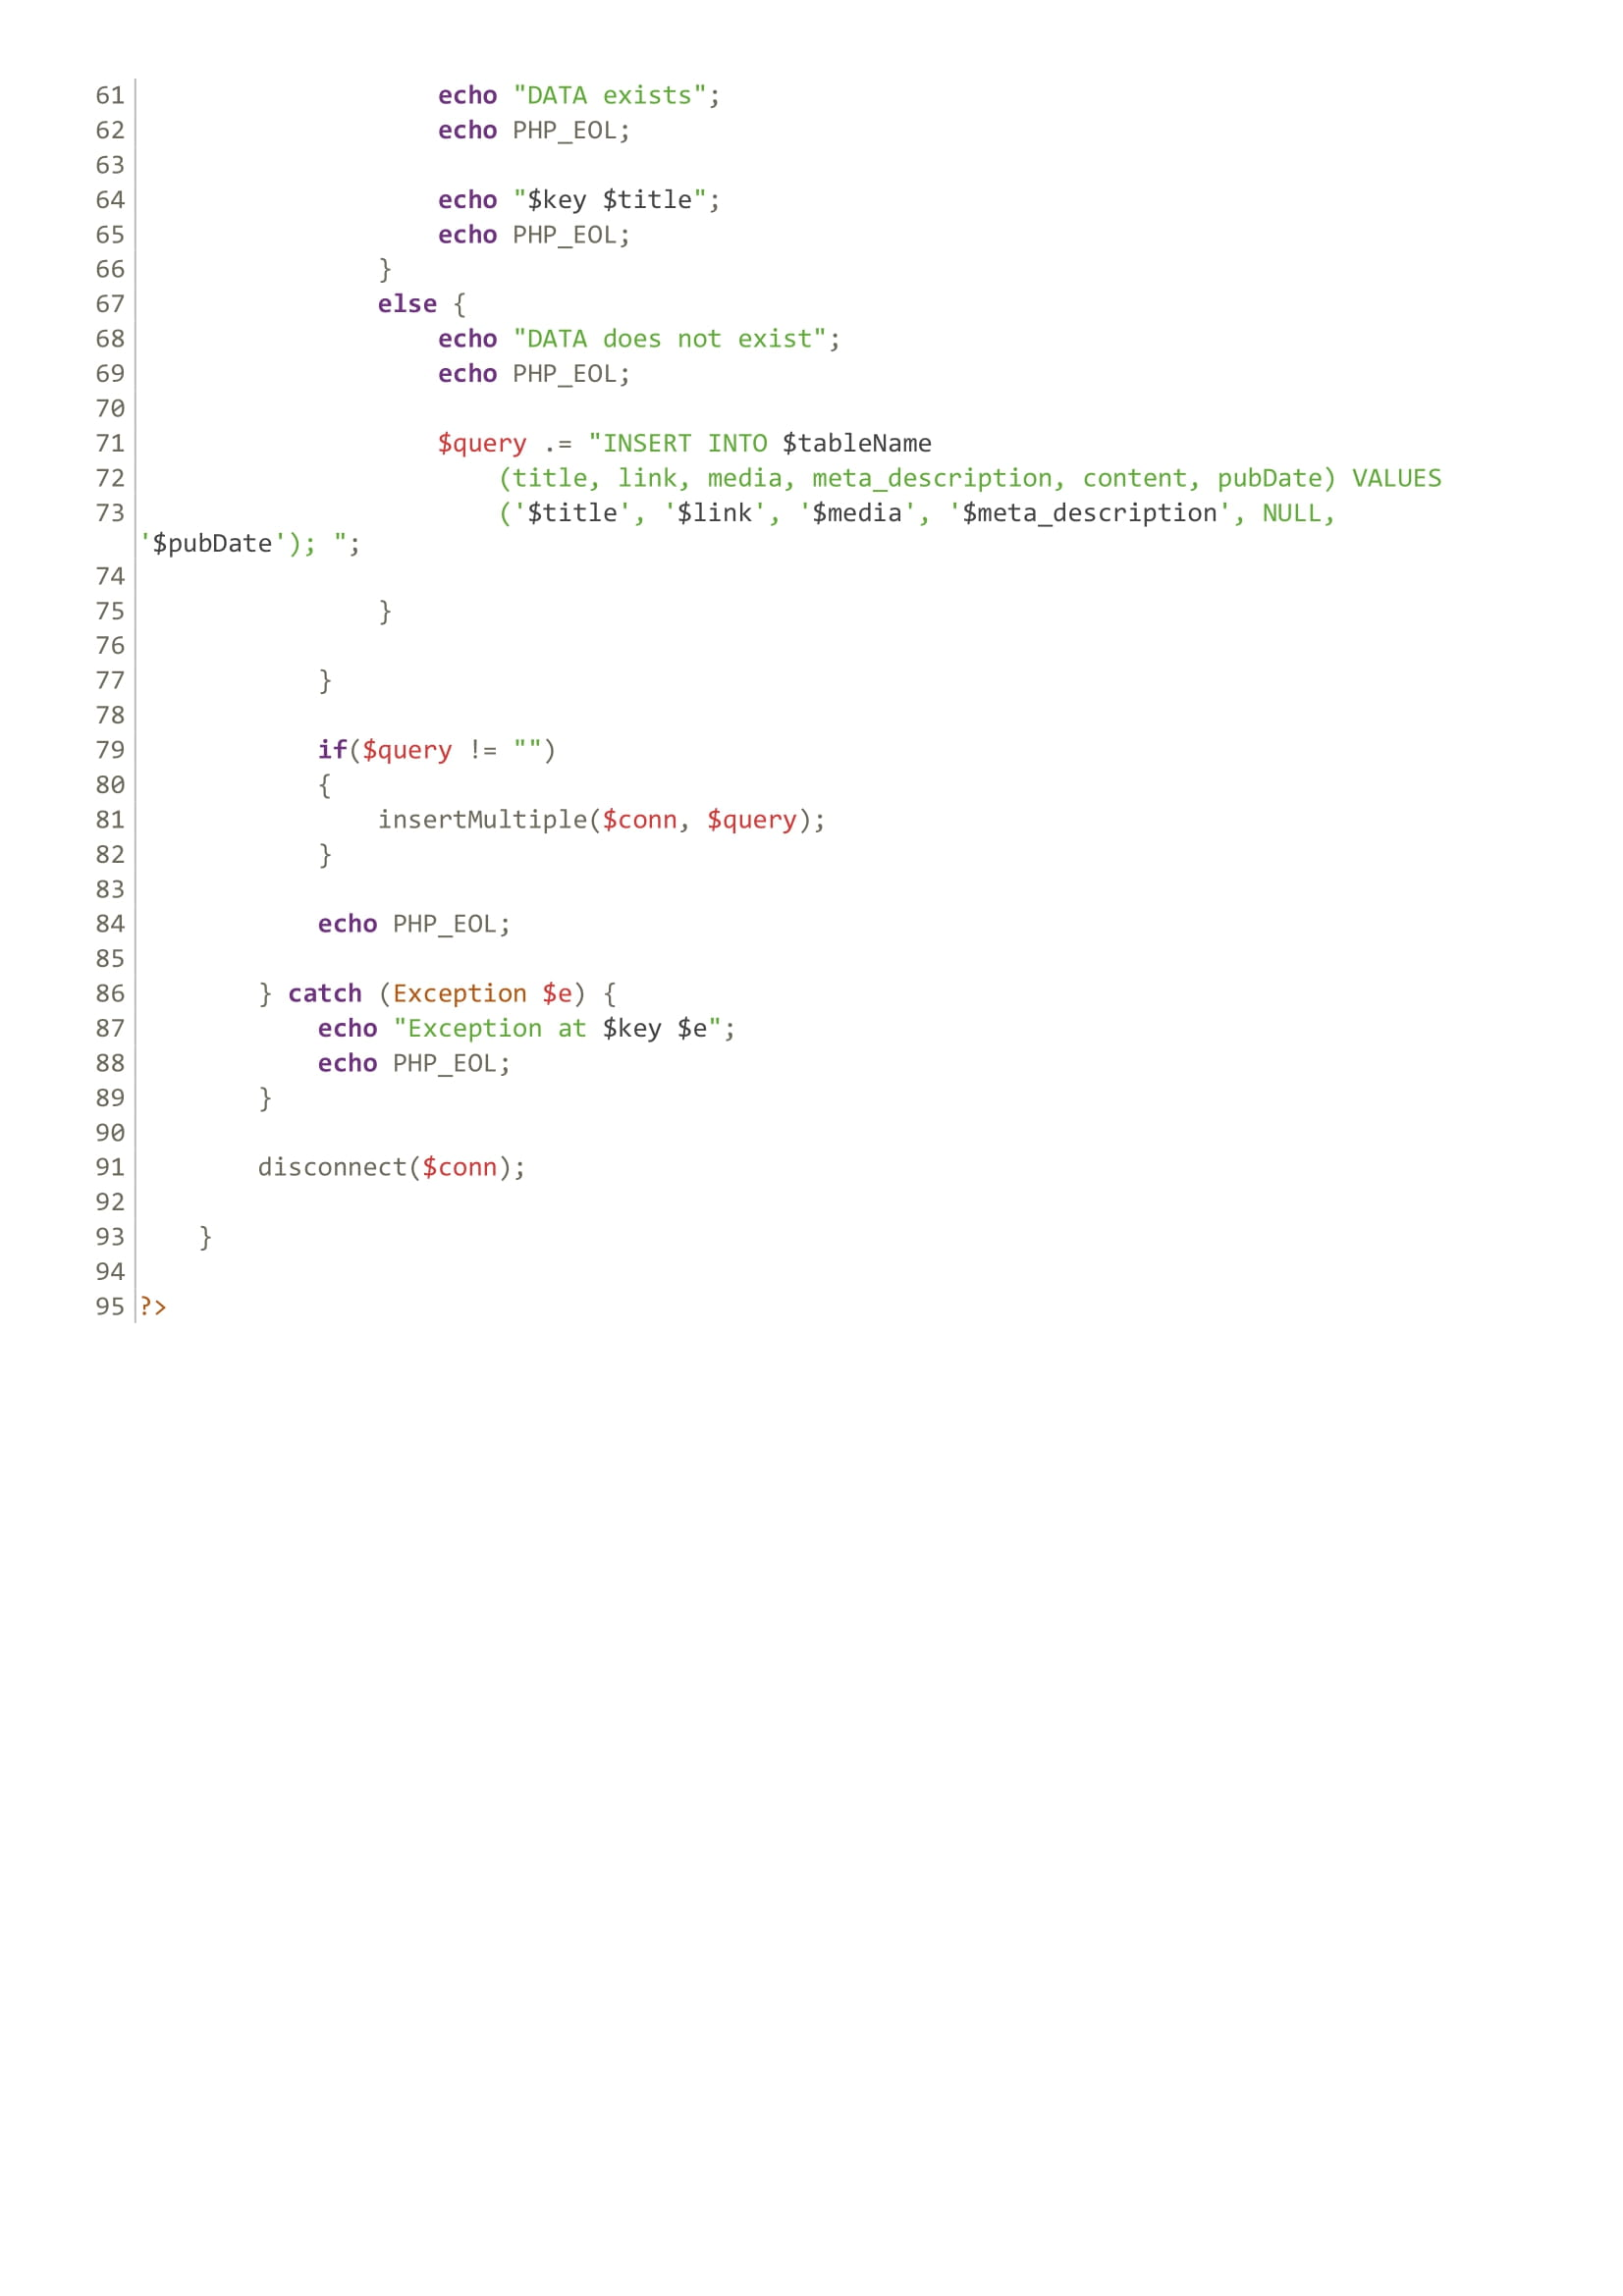 61                     echo "DATA exists";
62                     echo PHP_EOL;
63
64                     echo "$key $title";
65                     echo PHP_EOL;
66                 }
67                 else {
68                     echo "DATA does not exist";
69                     echo PHP_EOL;
70
71                     $query .= "INSERT INTO $tableName
72                         (title, link, media, meta_description, content, pubDate) VALUES
73                         ('$title', '$link', '$media', '$meta_description', NULL,
'$pubDate'); ";
74
75                 }
76
77             }
78
79             if($query != "")
80             {
81                 insertMultiple($conn, $query);
82             }
83
84             echo PHP_EOL;
85
86         } catch (Exception $e) {
87             echo "Exception at $key $e";
88             echo PHP_EOL;
89         }
90
91         disconnect($conn);
92
93     }
94
95 ?>